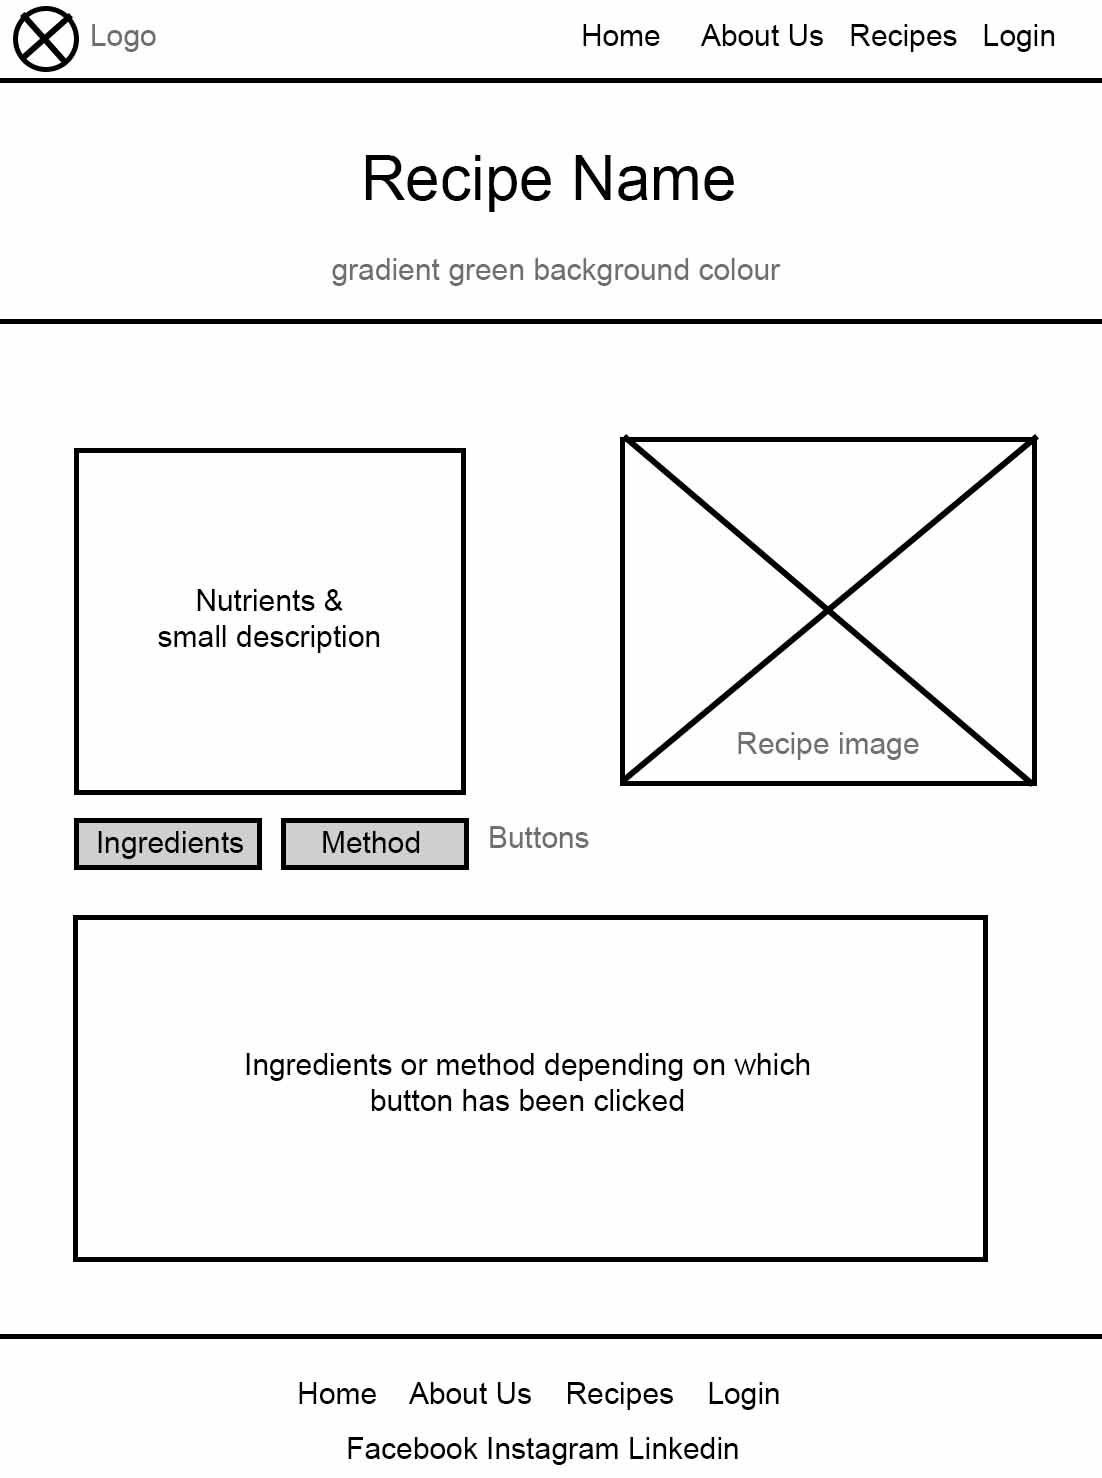 Logo
Home About Us Recipes Login
Recipe Name
gradient green background colour
Nutrients &
small description
Recipe image
Ingredients
Method
Buttons
Ingredients or method depending on which
button has been clicked
Home About Us Recipes Login
Facebook Instagram Linkedin